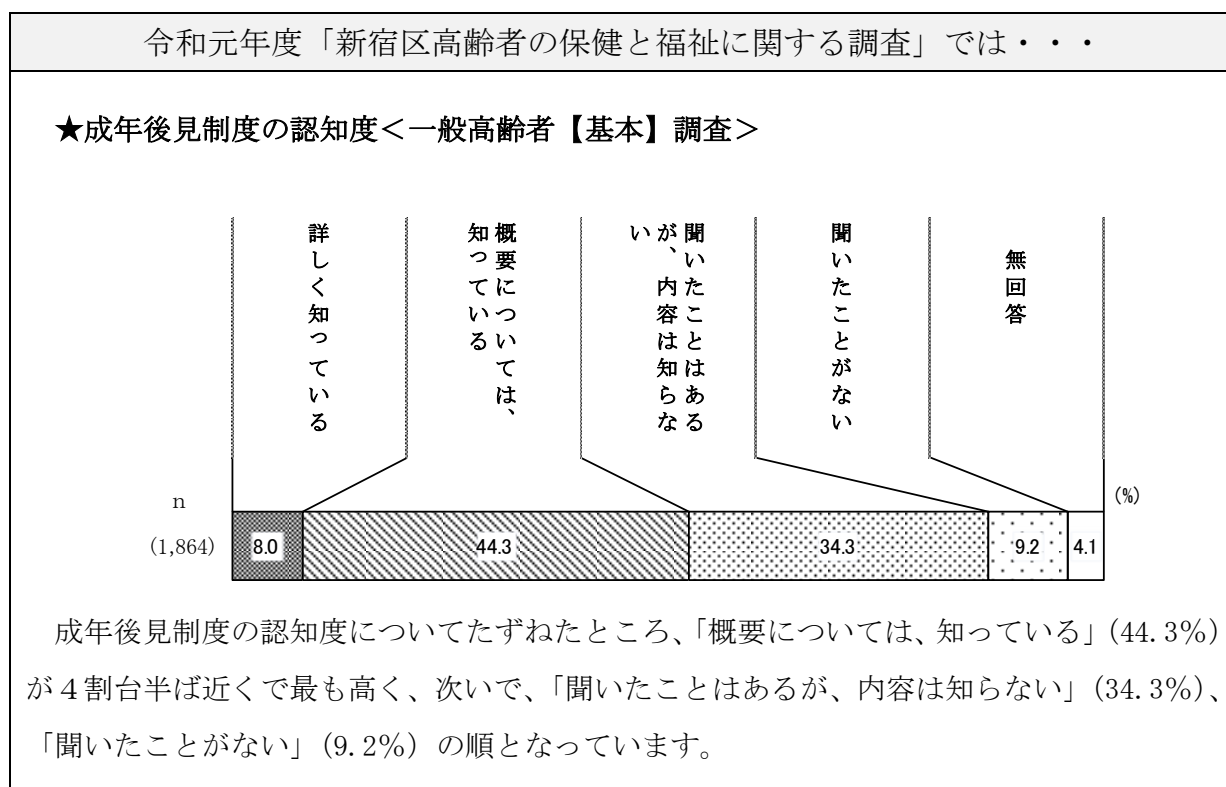 令和元年度「新宿区高齢者の保健と福祉に関する調査」では・・・
★成年後見制度の認知度＜一般高齢者【基本】調査＞
詳しく知っている
概要については、
知っている
聞いたことはある
が、内容は知らな
い
聞いたことがない
無回答
(%)
n
(1,864)
8.0
44.3
34.3
9.2
4.1
成年後見制度の認知度についてたずねたところ、「概要については、知っている」（44.3%）
が４割台半ば近くで最も高く、次いで、「聞いたことはあるが、内容は知らない」（34.3%）、
「聞いたことがない」（9.2%）の順となっています。